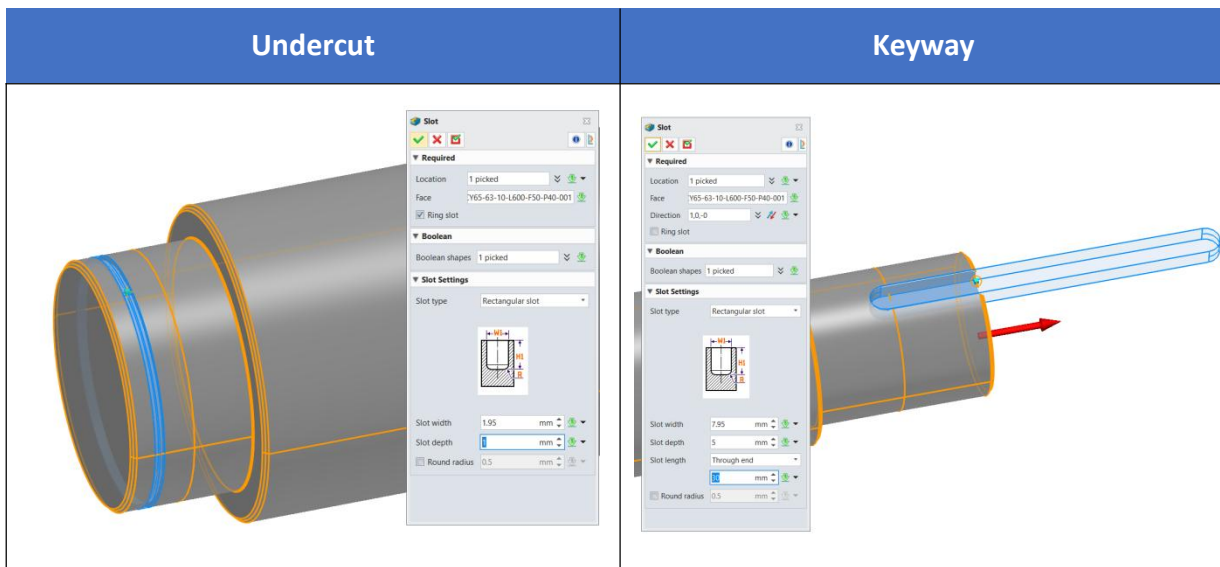 Undercut
Keyway
Slot
Required
Location 1 picked
Face Y65-63-10-L600-F50-P40-001
Ring slot
Boolean
Boolean shapes 1 picked
Slot Settings
Slot type Rectangular slot
W1
H1
R
Slot width 1.95 mm
Slot depth 1 mm
Round radius 0.5 mm
Slot
Required
Location 1 picked
Face Y65-63-10-L600-F50-P40-001
Direction 1,0,-0
Ring slot
Boolean
Boolean shapes 1 picked
Slot Settings
Slot type Rectangular slot
W1
H1
R
Slot width 7.95 mm
Slot depth 5 mm
Slot length Through end
30 mm
Round radius 0.5 mm